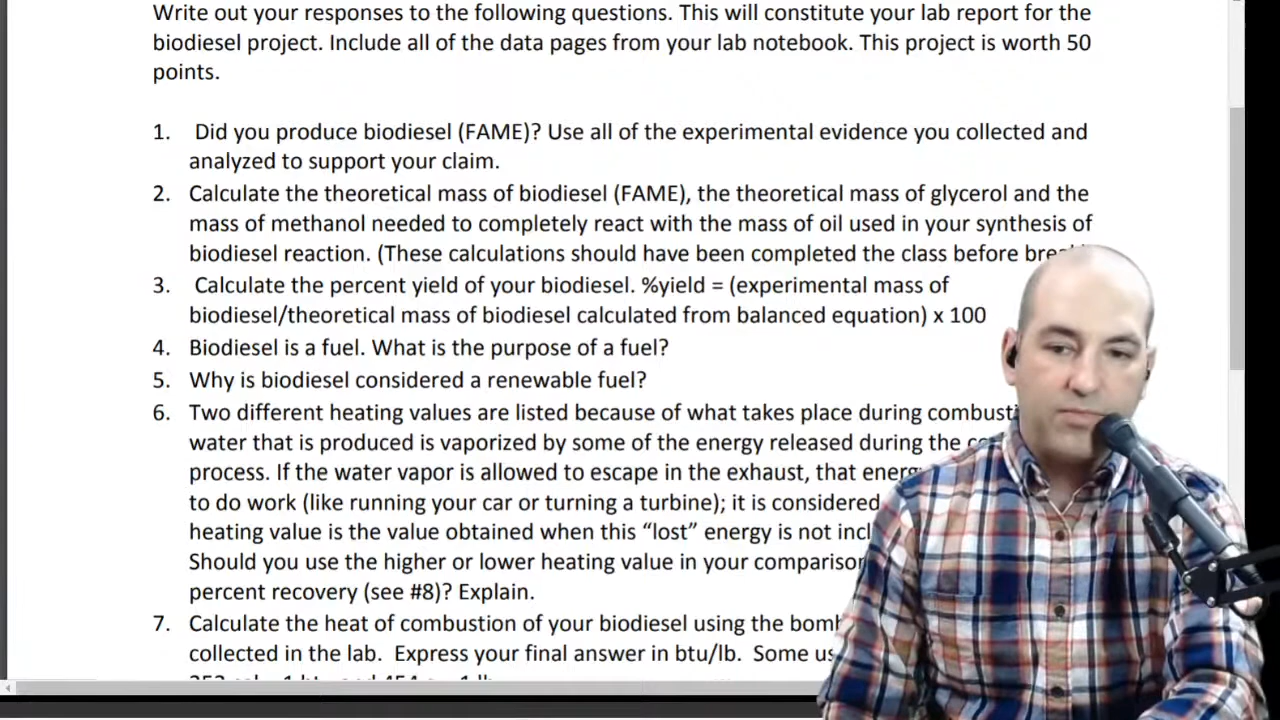 Write out your responses to the following questions. This will constitute your lab report for the
biodiesel project. Include all of the data pages from your lab notebook. This project is worth 50
points.
1. Did you produce biodiesel (FAME)? Use all of the experimental evidence you collected and
analyzed to support your claim.
2. Calculate the theoretical mass of biodiesel (FAME), the theoretical mass of glycerol and the
mass of methanol needed to completely react with the mass of oil used in your synthesis of
biodiesel reaction. (These calculations should have been completed the class before
3. Calculate the percent yield of your biodiesel. %yield = (experimental mass of
biodiesel/theoretical mass of biodiesel calculated from balanced equation) x 100
4. Biodiesel is a fuel. What is the purpose of a fuel?
5. Why is biodiesel considered a renewable fuel?
6. Two different heating values are listed because of what takes place during
water that is produced is vaporized by some of the energy released during the
process. If the water vapor is allowed to escape in the exhaust, that
to do work (like running your car or turning a turbine); it is considered
heating value is the value obtained when this “lost” energy is not
Should you use the higher or lower heating value in your
percent recovery (see #8)? Explain.
7. Calculate the heat of combustion of your biodiesel using the
collected in the lab. Express your final answer in btu/lb. Some